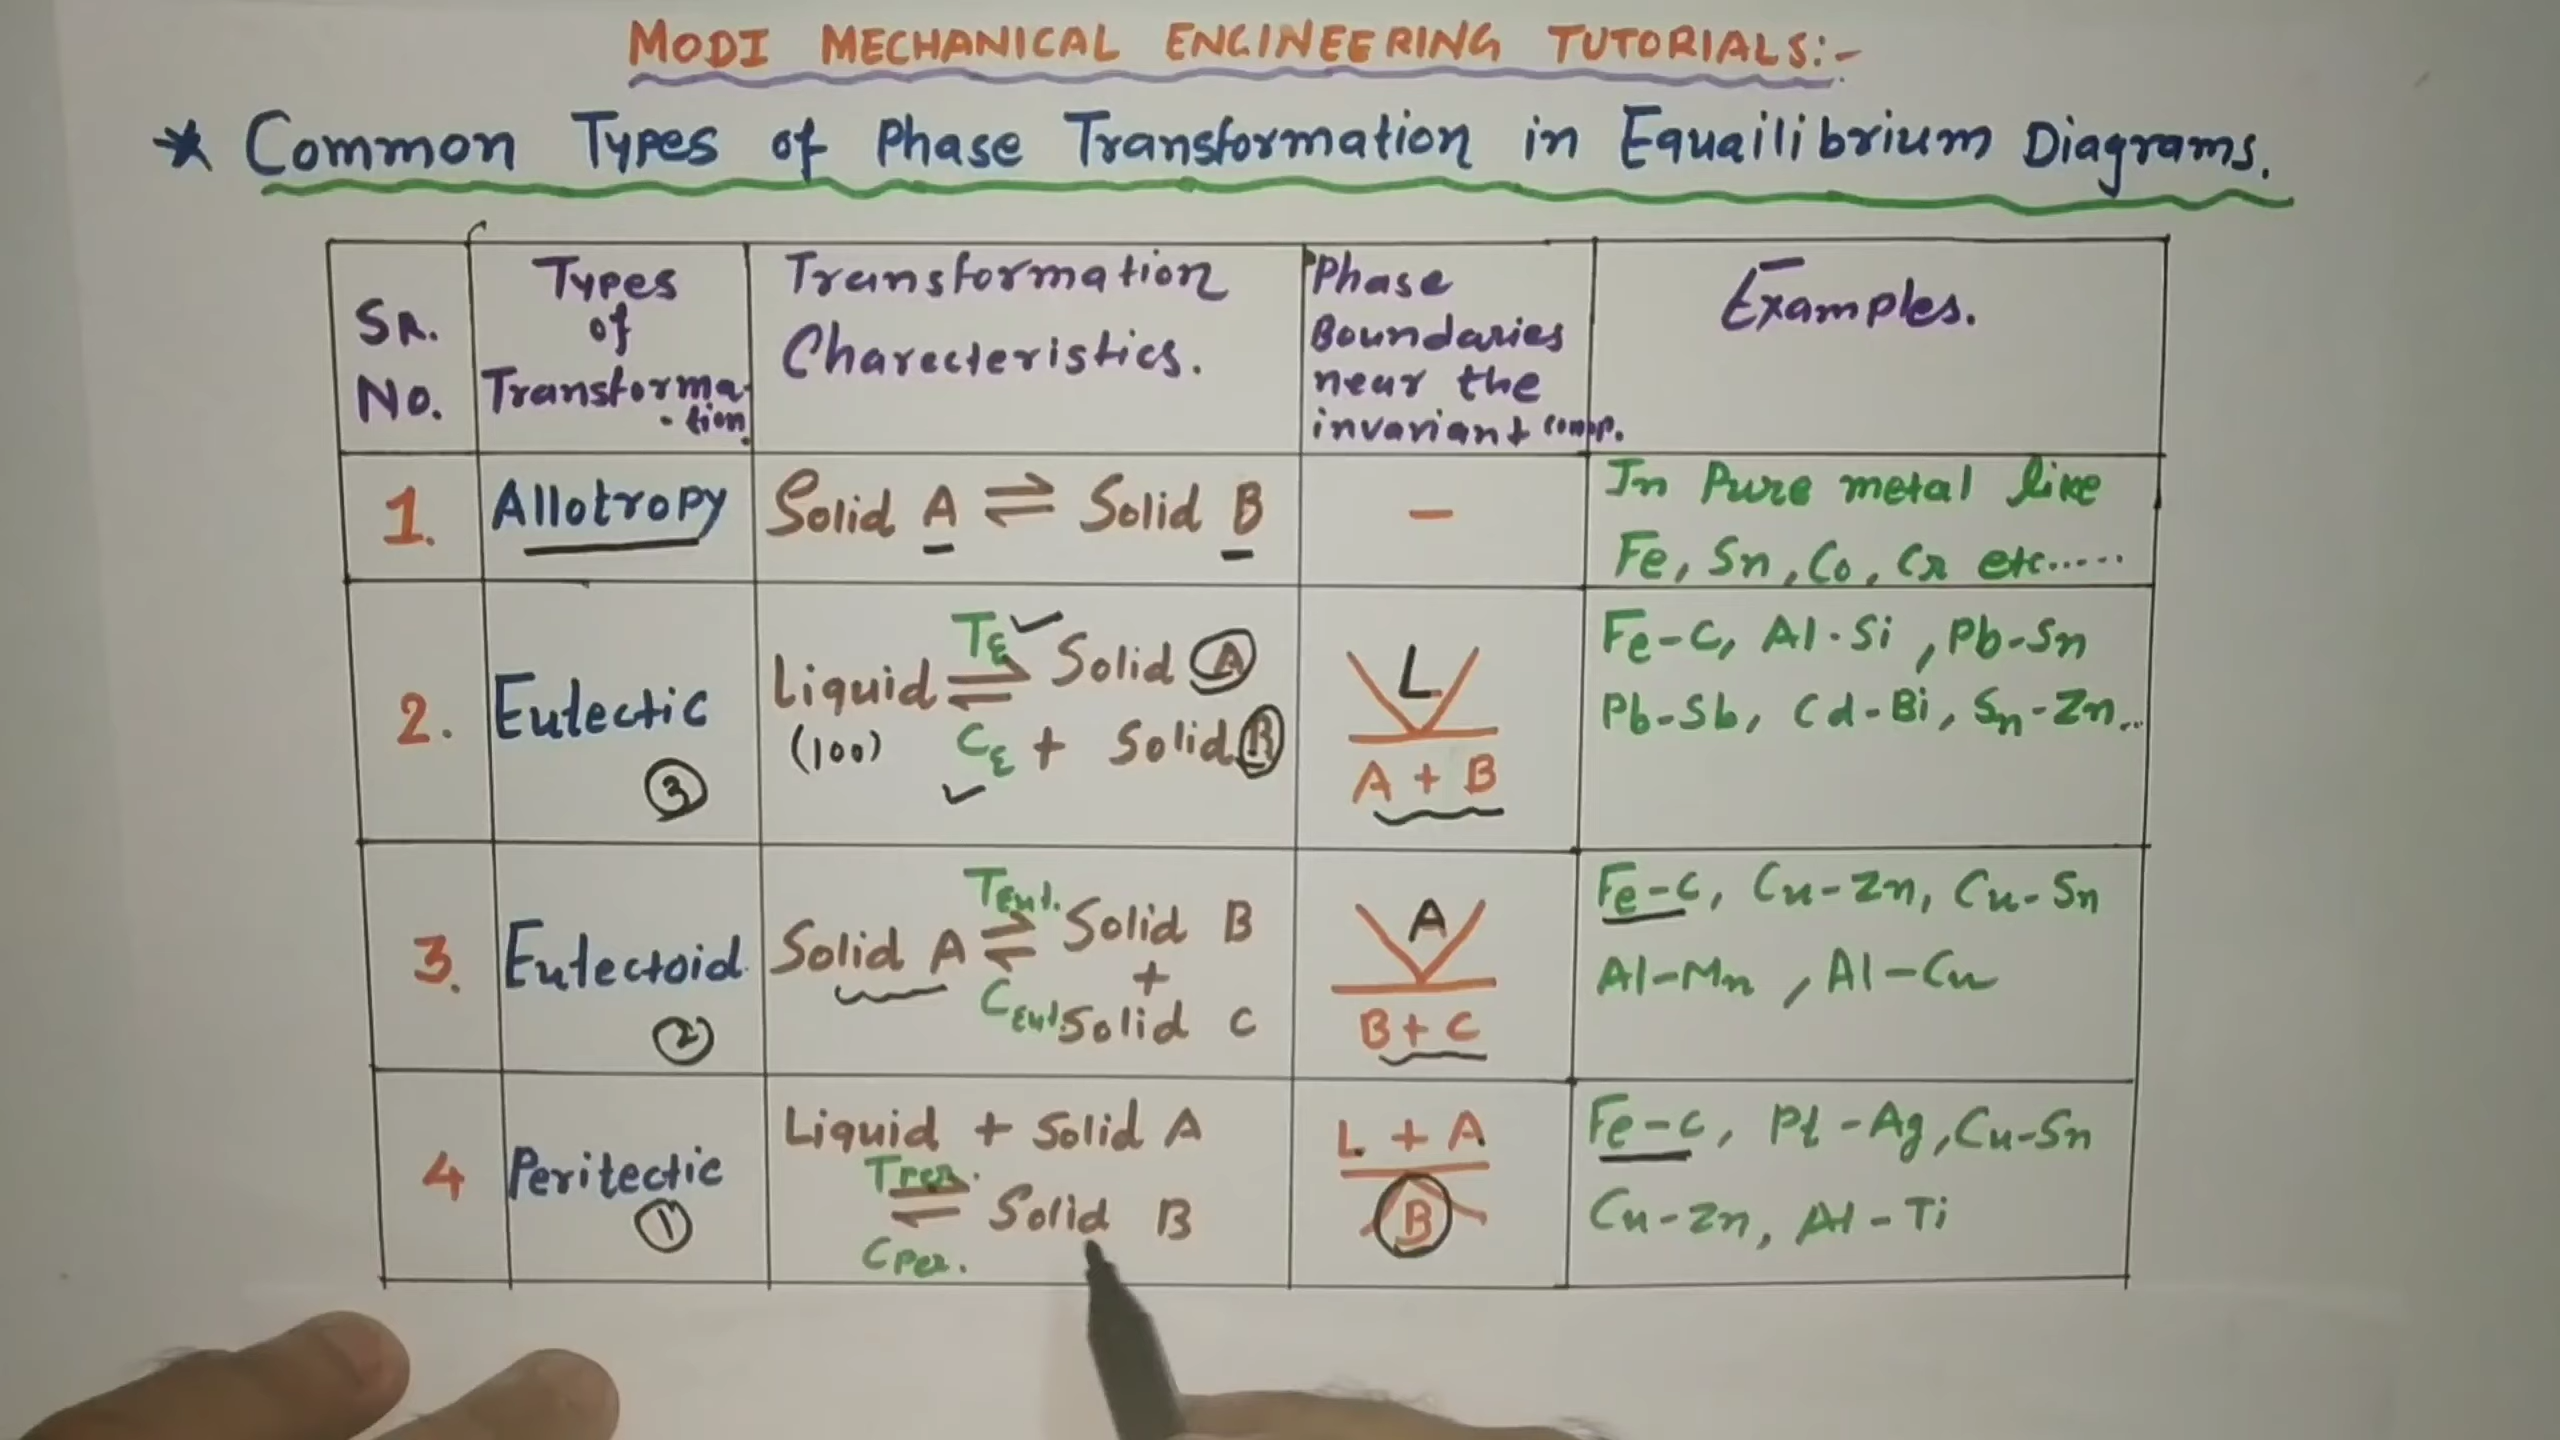 MODI MECHANICAL ENGINEERING TUTORIALS:-
* Common Types of Phase Transformation in Equailibrium Diagrams.
SR. No.
Types of Transforma-tion.
Transformation Charecteristics.
Phase Boundaries near the invariant comp.
Examples.
1.
Allotropy
Solid A ⇌ Solid B
-
In Pure metal like
Fe, Sn, Co, Cr etc.....
2.
Eutectic
③
Liquid ⇌ Solid A
TE ✓
(100)
CE ✓
+ Solid B
L
A + B
Fe-C, Al-Si, Pb-Sn
Pb-Sb, Cd-Bi, Sn-Zn..
3.
Eutectoid
②
Solid A ⇌ Solid B
TEut.
+
CEut.
Solid C
A
B + C
Fe-C, Cu-Zn, Cu-Sn
Al-Mn, Al-Cu
4
Peritectic
①
Liquid + Solid A
TPer.
⇌ Solid B
CPer.
L + A
B
Fe-C, Pt-Ag, Cu-Sn
Cu-Zn, Al-Ti